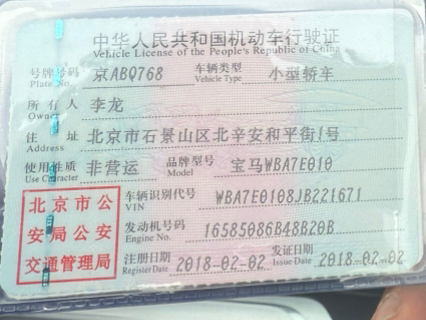 中华人民共和国机动车行驶证
Vehicle License of the People's Republic of China
号牌号码 京ABQ768 车辆类型 小型轿车
Plate No. Vehicle Type
所有人 李龙
Owner
住址 北京市石景山区北辛安和平街1号
Address
使用性质 非营运 品牌型号 宝马WBA7E010
Use Character Model
北京市公安局公安交通管理局
车辆识别代号 WBA7E0108JB221671
VIN
发动机号码 16585086B48B20B
Engine No.
注册日期 2018-02-02 发证日期 2018-02-02
Register Date Issue Date